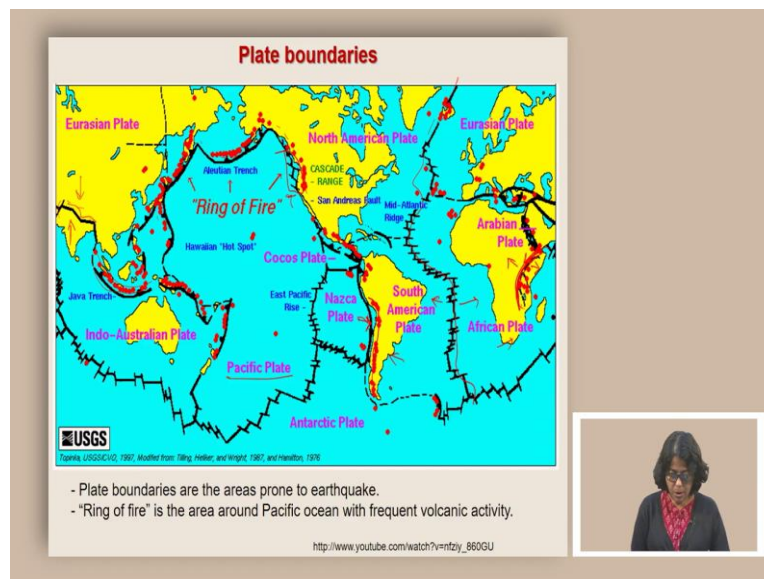 Plate boundaries
Eurasian Plate
North American Plate
Eurasian Plate
Aleutian Trench
CASCADE
RANGE
"Ring of Fire"
San Andreas Fault
Mid-Atlantic
Ridge
Arabian
Plate
Hawaiian "Hot Spot"
Cocos Plate
Java Trench
East Pacific
Rise
Nazca
Plate
South
American
Plate
African Plate
Indo-Australian Plate
Pacific Plate
Antarctic Plate
USGS
Topinka, USGS/CVO, 1997, Modified from: Tilling, Heliker, and Wright, 1987, and Hamilton, 1976
- Plate boundaries are the areas prone to earthquake.
- "Ring of fire" is the area around Pacific ocean with frequent volcanic activity.
http://www.youtube.com/watch?v=nfziy_860GU